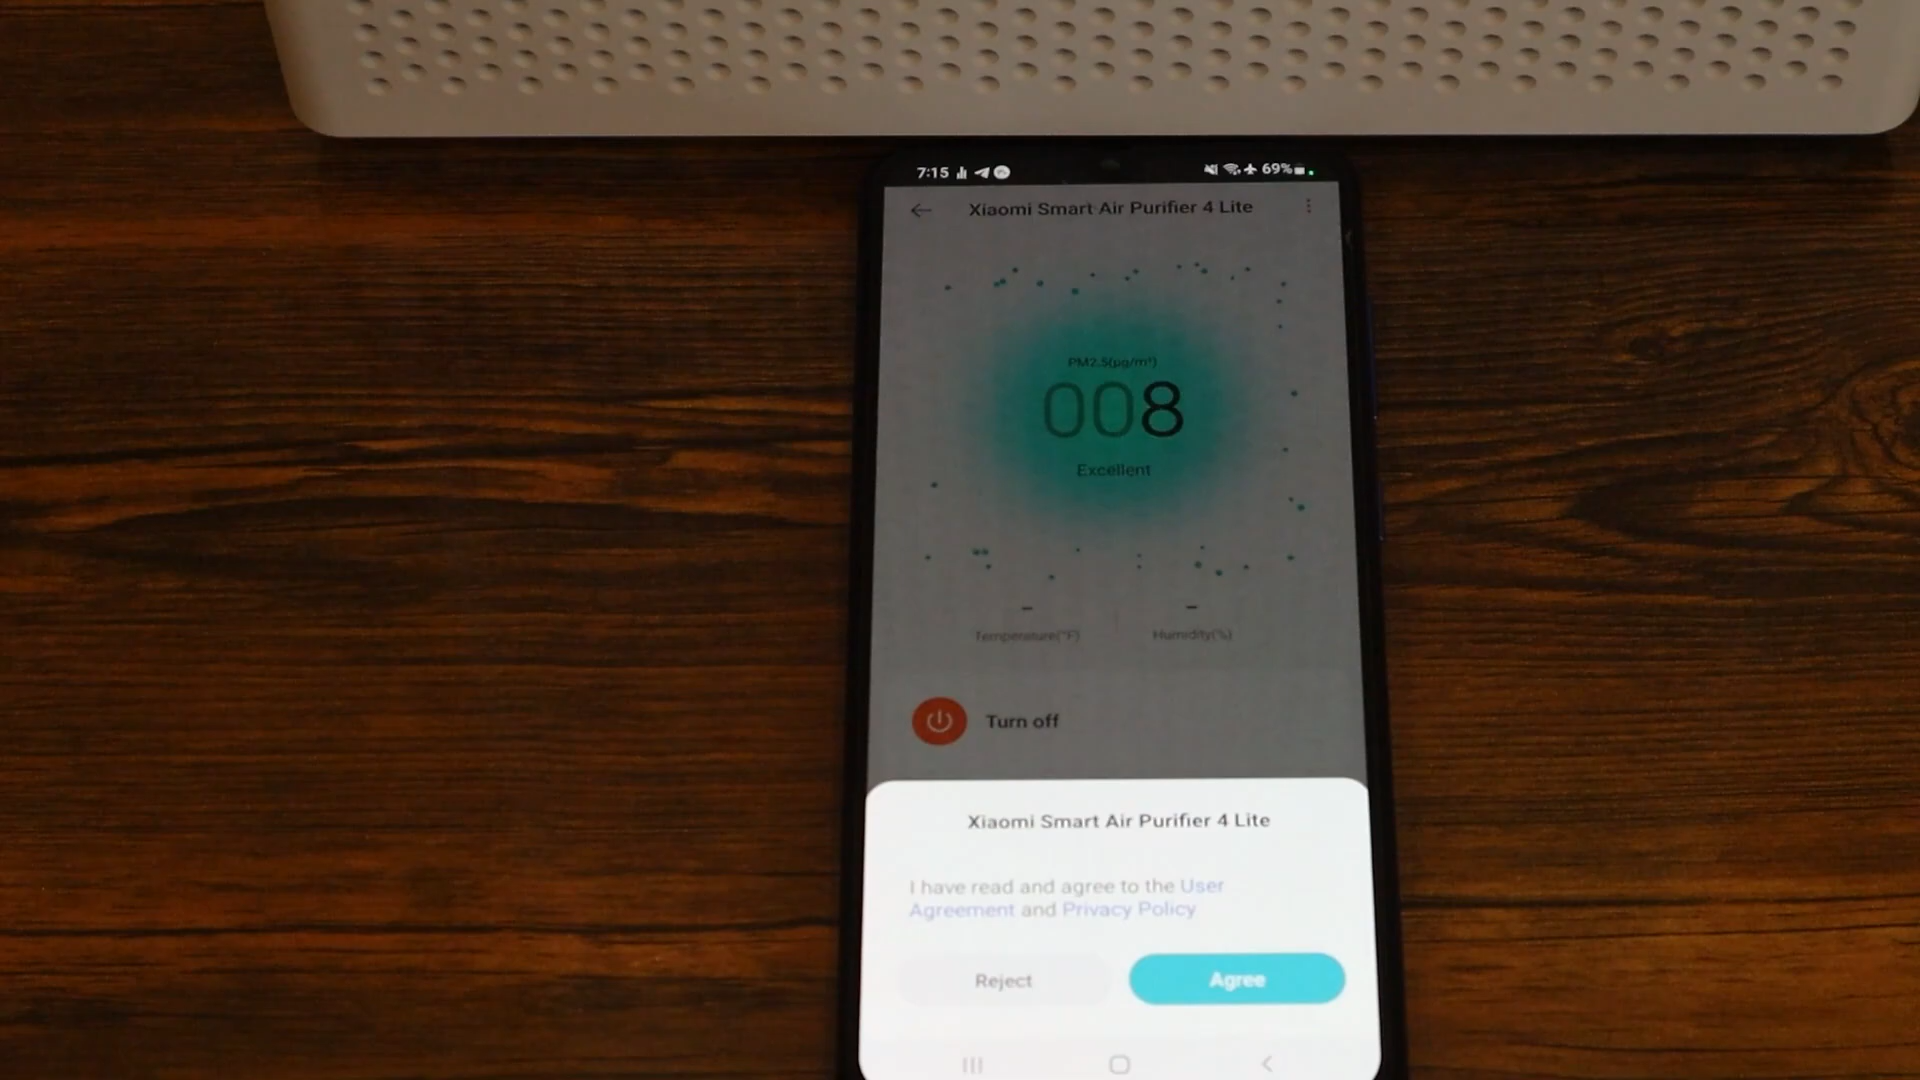 7:15 69%
Xiaomi Smart Air Purifier 4 Lite
PM2.5(μg/m³)
008
Excellent
- -
Temperature(°F) Humidity(%)
Turn off
Xiaomi Smart Air Purifier 4 Lite
I have read and agree to the User
Agreement and Privacy Policy
Reject Agree